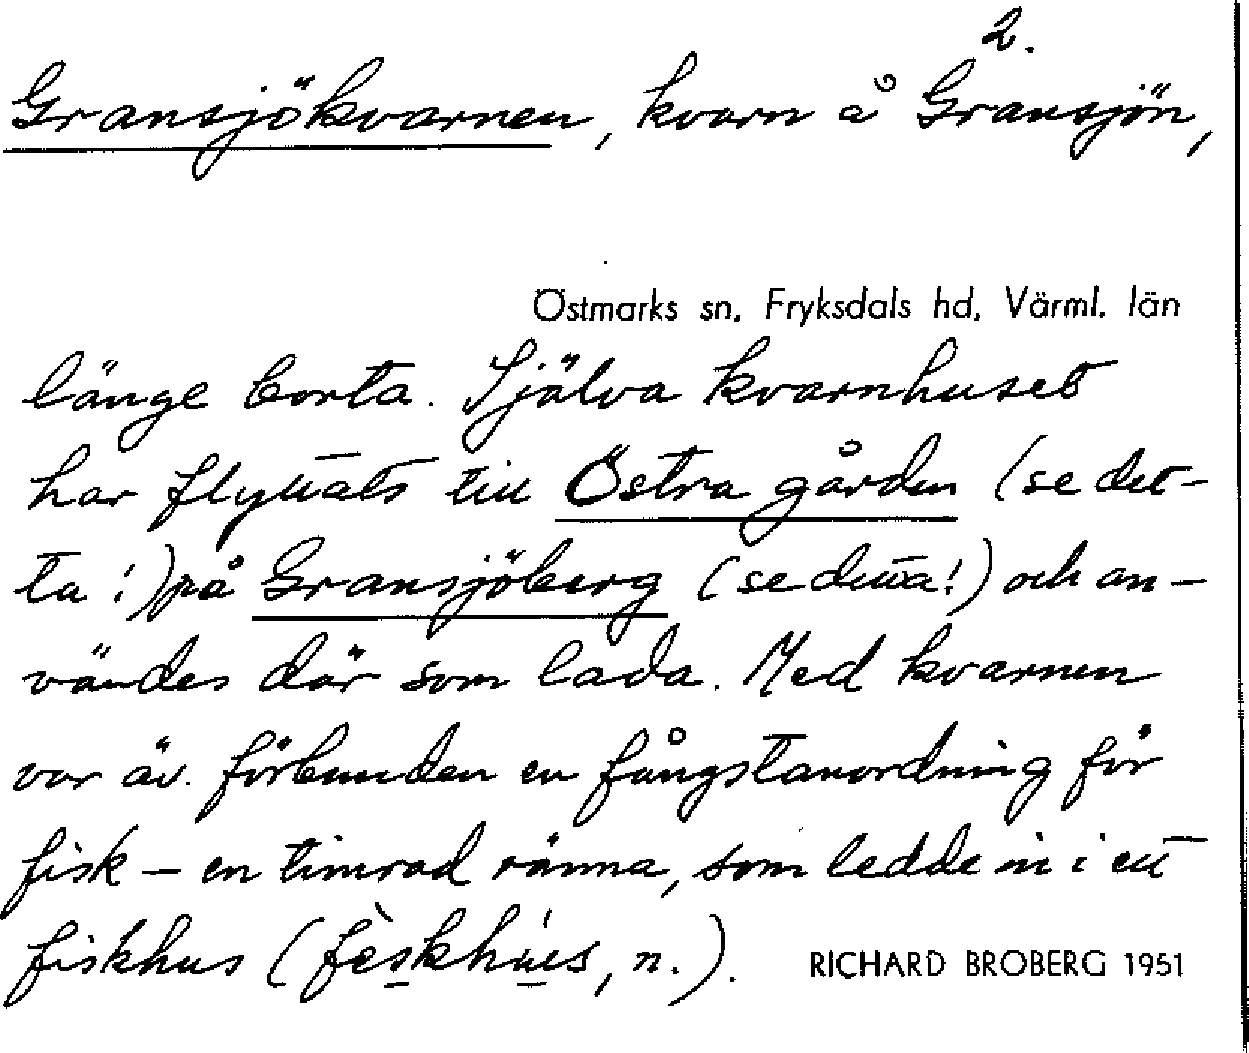 2.
Gransjökvarnen, kvarn å Gransjön,
Östmarks sn, Fryksdals hd, Värml. län
länge borta. Själva kvarnhuset
har flyttats till Östra gården (se det-
ta!) på Gransjöberg (se detta!) och an-
vändes där som lada. Med kvarnen
var äv. förbunden en fångstanordning för
fisk – en timrad ränna, som ledde in i ett
fiskhus (fèskhús, n.).
RICHARD BROBERG 1951